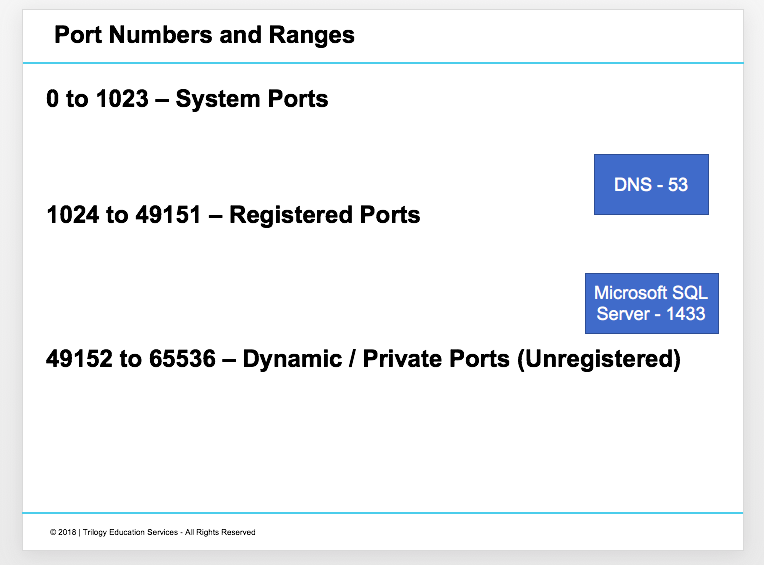 Port Numbers and Ranges
0 to 1023 – System Ports
DNS - 53
1024 to 49151 – Registered Ports
Microsoft SQL
Server - 1433
49152 to 65536 – Dynamic / Private Ports (Unregistered)
© 2018 | Trilogy Education Services - All Rights Reserved